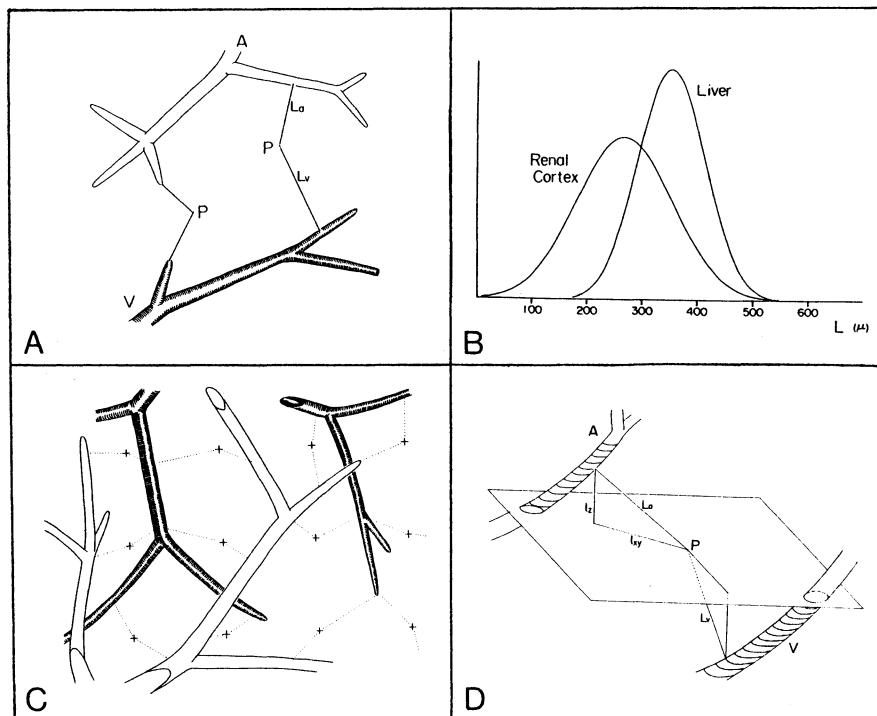 A
La
P
Lv
P
V
A
Liver
Renal
Cortex
100 200 300 400 500 600
L (μ)
B
C
A
La
lz
lxy
P
Lv
V
D